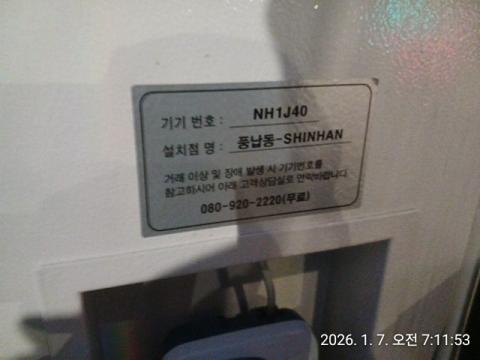 기기 번호 : NH1J40
설치점 명 : 풍납동-SHINHAN
거래 이상 및 장애 발생 시 기기번호를
참고하시어 아래 고객상담실로 연락바랍니다
080-920-2220(무료)
2026. 1. 7. 오전 7:11:53